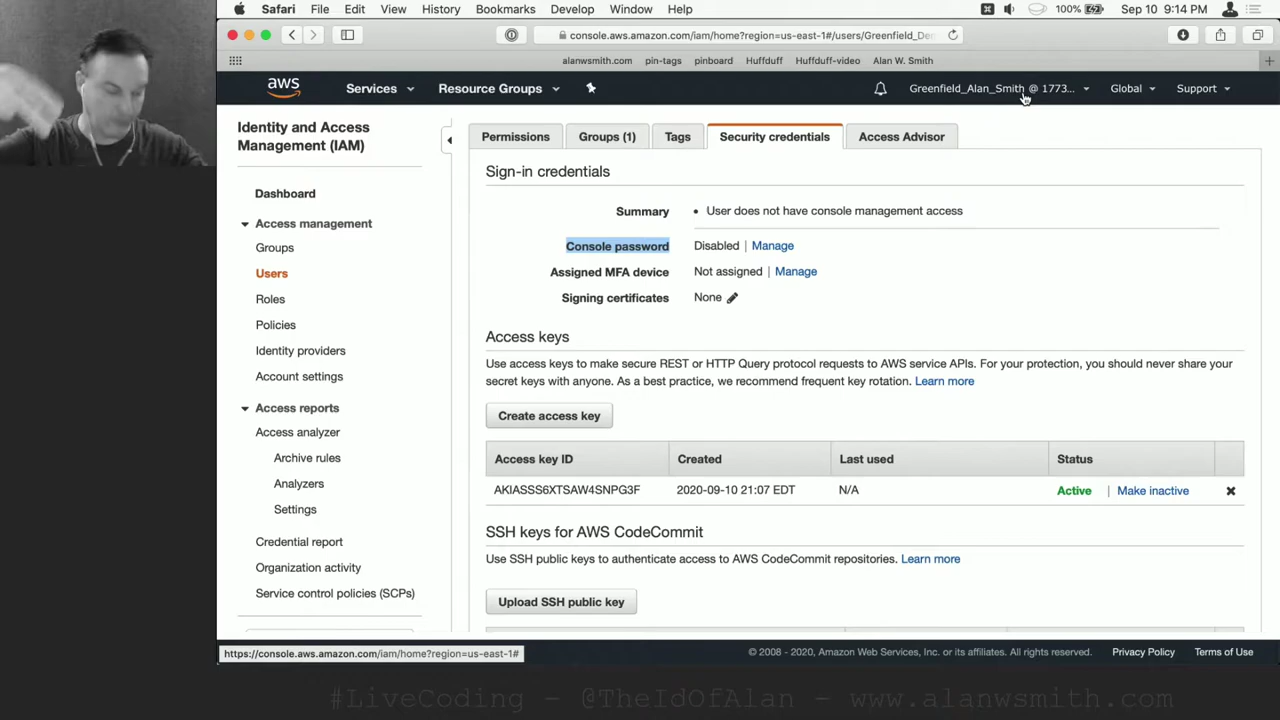 Safari File Edit View History Bookmarks Develop Window Help 100% Sep 10 9:14 PM
console.aws.amazon.com/iam/home?region=us-east-1#/users/Greenfield_De
alanwsmith.com pin-tags pinboard Huffduff Huffduff-video Alan W. Smith
aws Services Resource Groups Greenfield_Alan_Smith @ 1773... Global Support
Identity and Access
Management (IAM)
Dashboard
Access management
Groups
Users
Roles
Policies
Identity providers
Account settings
Access reports
Access analyzer
Archive rules
Analyzers
Settings
Credential report
Organization activity
Service control policies (SCPs)
Permissions Groups (1) Tags Security credentials Access Advisor
Sign-in credentials
Summary • User does not have console management access
Console password Disabled | Manage
Assigned MFA device Not assigned | Manage
Signing certificates None
Access keys
Use access keys to make secure REST or HTTP Query protocol requests to AWS service APIs. For your protection, you should never share your
secret keys with anyone. As a best practice, we recommend frequent key rotation. Learn more
Create access key
Access key ID Created Last used Status
AKIASSS6XTSAW4SNPG3F 2020-09-10 21:07 EDT N/A Active | Make inactive
SSH keys for AWS CodeCommit
Use SSH public keys to authenticate access to AWS CodeCommit repositories. Learn more
Upload SSH public key
https://console.aws.amazon.com/iam/home?region=us-east-1#
© 2008 - 2020, Amazon Web Services, Inc. or its affiliates. All rights reserved. Privacy Policy Terms of Use
#LiveCoding - @TheIdOfAlan - www.alanwsmith.com